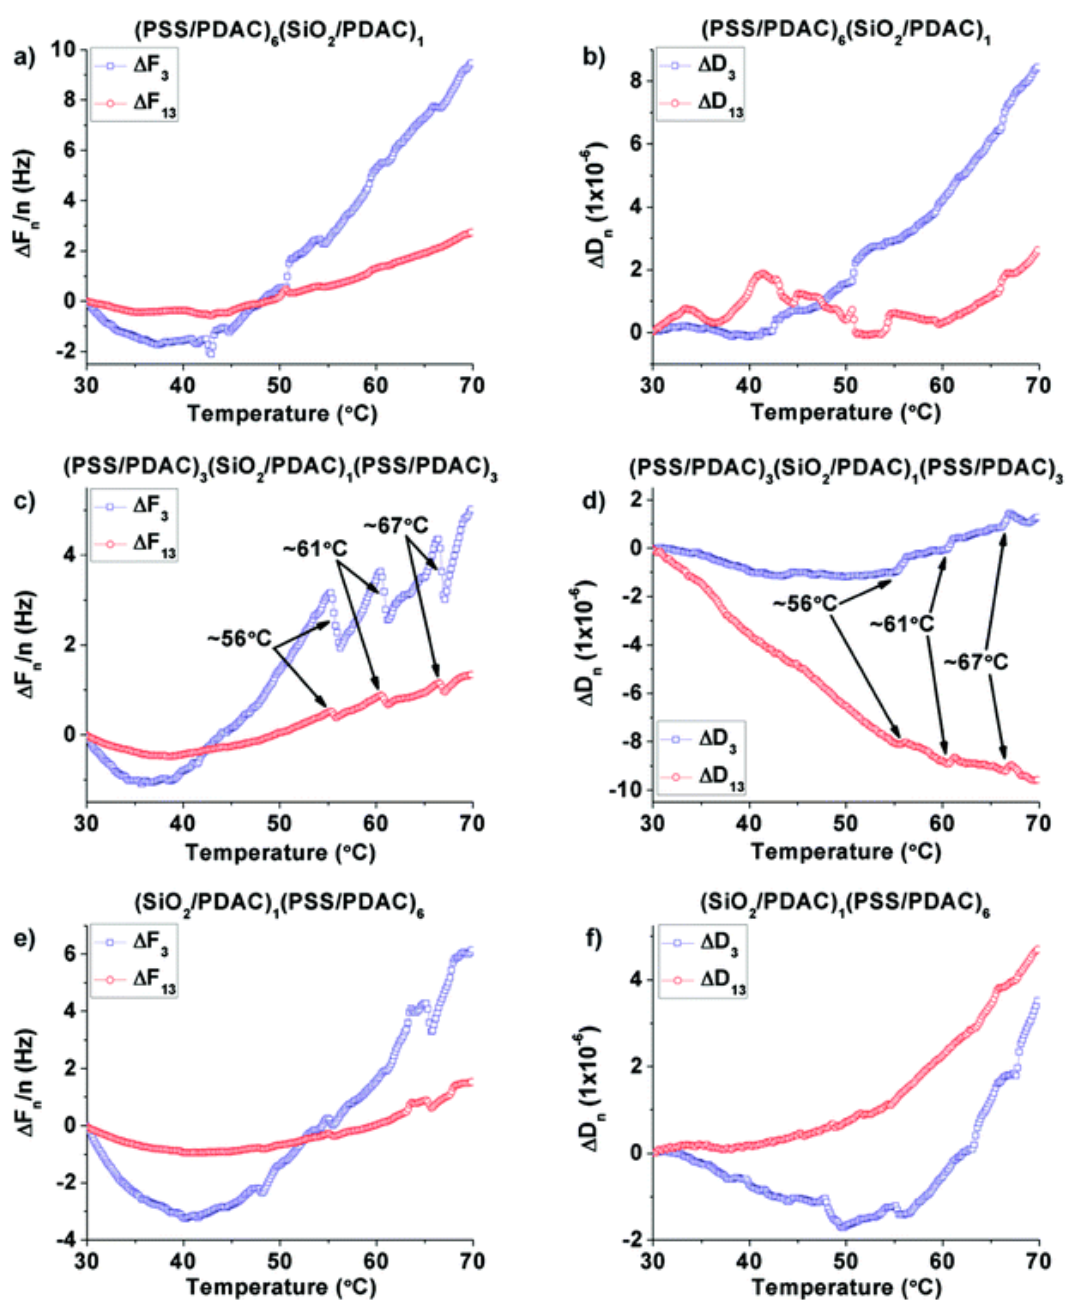 (PSS/PDAC)₆(SiO₂/PDAC)₁
a)
ΔF₃
ΔF₁₃
10
8
6
4
2
0
-2
ΔFₙ/n (Hz)
30 40 50 60 70
Temperature (°C)
(PSS/PDAC)₆(SiO₂/PDAC)₁
b)
ΔD₃
ΔD₁₃
8
6
4
2
0
ΔDₙ (1x10⁻⁶)
30 40 50 60 70
Temperature (°C)
(PSS/PDAC)₃(SiO₂/PDAC)₁(PSS/PDAC)₃
c)
ΔF₃
ΔF₁₃
~67°C
~61°C
~56°C
4
2
0
ΔFₙ/n (Hz)
30 40 50 60 70
Temperature (°C)
(PSS/PDAC)₃(SiO₂/PDAC)₁(PSS/PDAC)₃
d)
2
0
-2
-4
-6
-8
-10
ΔDₙ (1x10⁻⁶)
~56°C
~61°C
~67°C
ΔD₃
ΔD₁₃
30 40 50 60 70
Temperature (°C)
(SiO₂/PDAC)₁(PSS/PDAC)₆
e)
ΔF₃
ΔF₁₃
6
4
2
0
-2
-4
ΔFₙ/n (Hz)
30 40 50 60 70
Temperature (°C)
(SiO₂/PDAC)₁(PSS/PDAC)₆
f)
ΔD₃
ΔD₁₃
4
2
0
-2
ΔDₙ (1x10⁻⁶)
30 40 50 60 70
Temperature (°C)